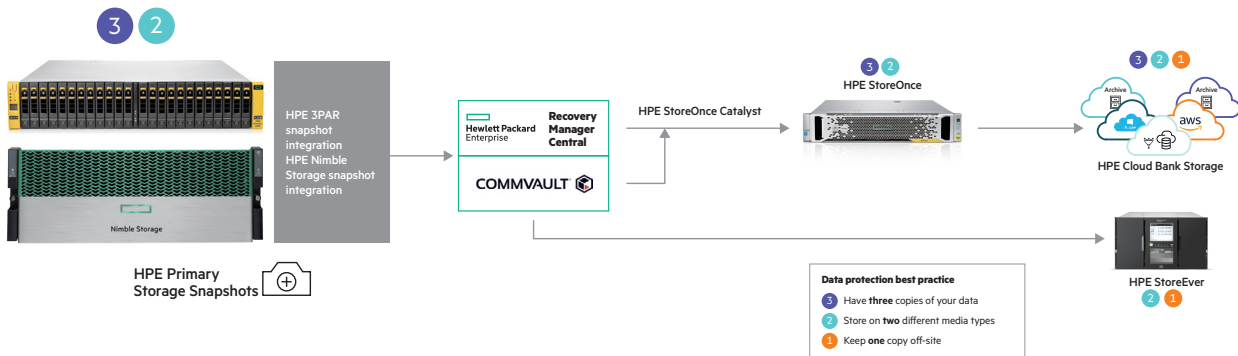 3 2
HPE 3PAR
snapshot
integration
HPE Nimble
Storage snapshot
integration
Nimble Storage
HPE Primary
Storage Snapshots
Hewlett Packard
Enterprise
Recovery
Manager
Central
COMMVAULT
HPE StoreOnce Catalyst
3 2
HPE StoreOnce
3 2 1
Archive
Archive
aws
HPE Cloud Bank Storage
HPE StoreEver
2 1
Data protection best practice
3 Have three copies of your data
2 Store on two different media types
1 Keep one copy off-site